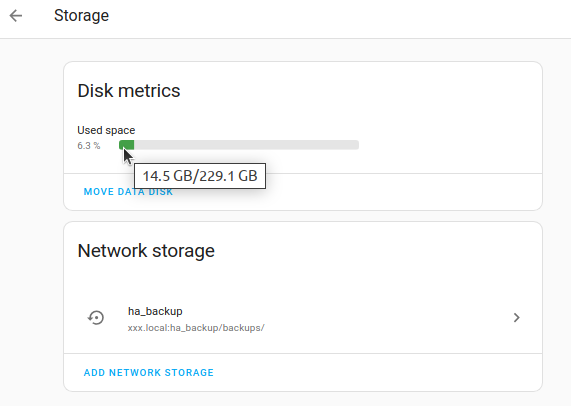 Storage
Disk metrics
Used space
6.3 %
14.5 GB/229.1 GB
MOVE DATA DISK
Network storage
ha_backup
xxx.local:ha_backup/backups/
ADD NETWORK STORAGE